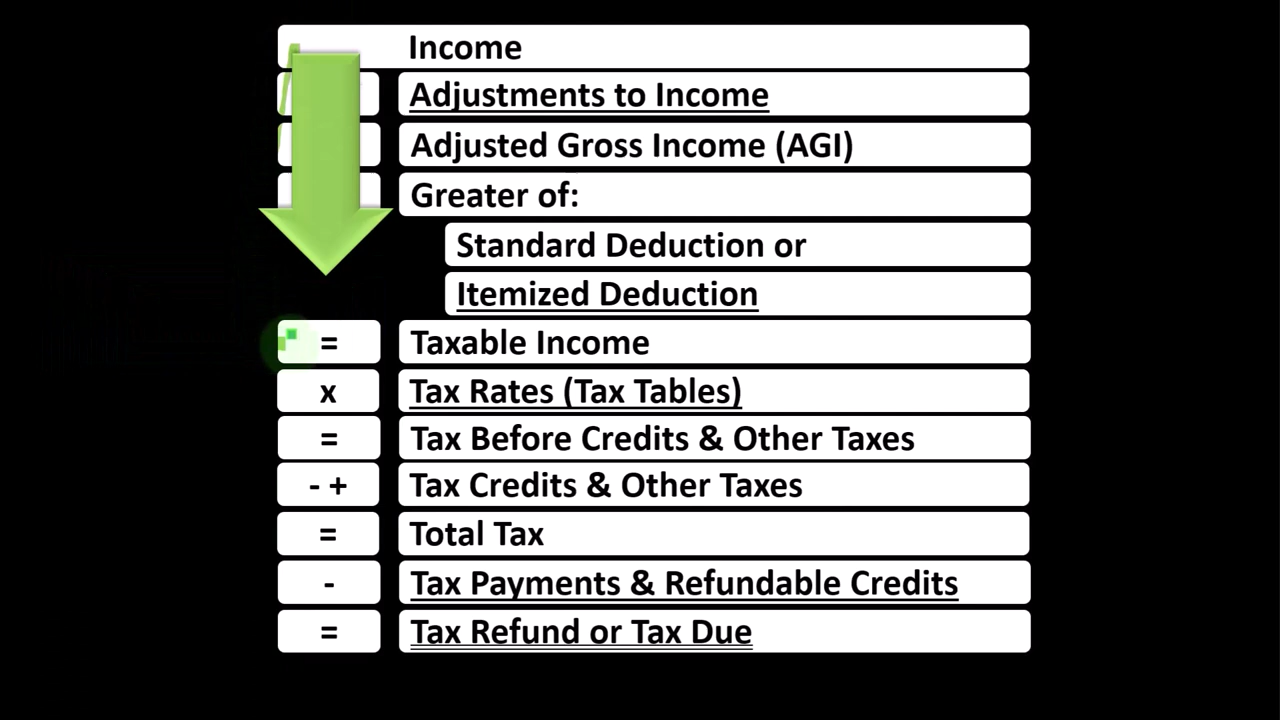 Income
Adjustments to Income
Adjusted Gross Income (AGI)
Greater of:
Standard Deduction or
Itemized Deduction
= Taxable Income
x Tax Rates (Tax Tables)
= Tax Before Credits & Other Taxes
- + Tax Credits & Other Taxes
= Total Tax
- Tax Payments & Refundable Credits
= Tax Refund or Tax Due